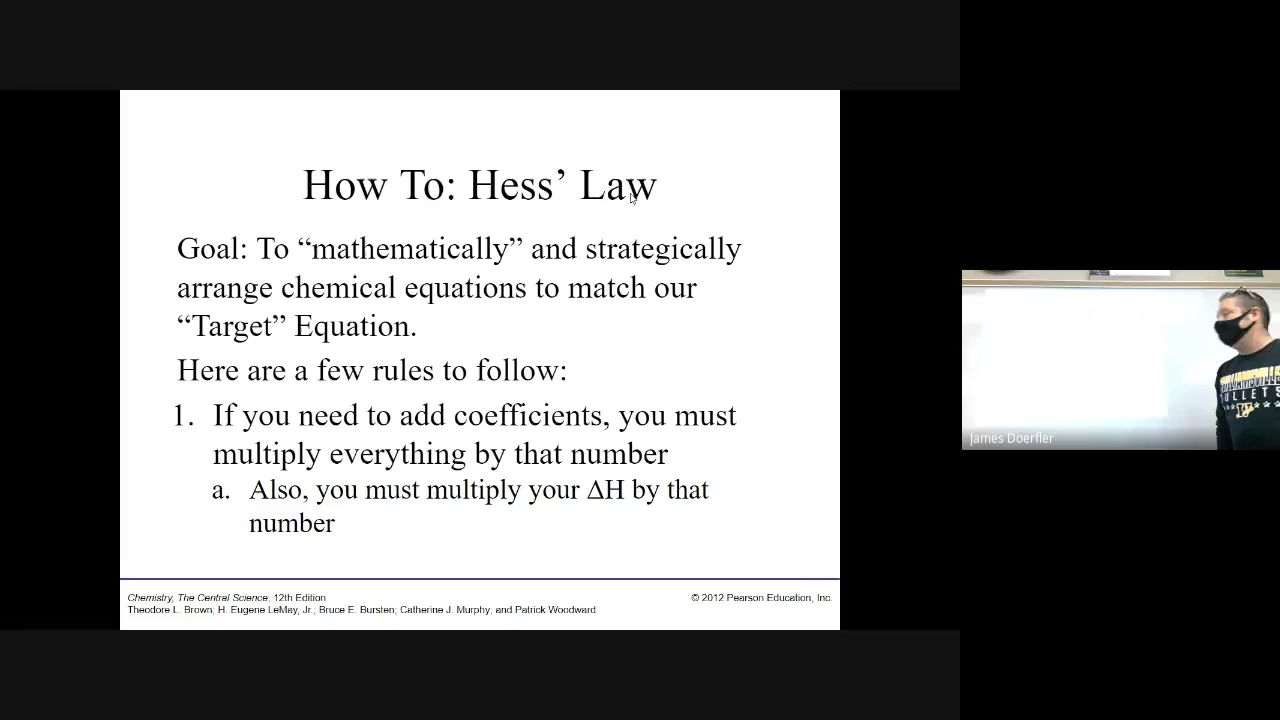 How To: Hess’ Law
Goal: To “mathematically” and strategically
arrange chemical equations to match our
“Target” Equation.
Here are a few rules to follow:
1. If you need to add coefficients, you must
multiply everything by that number
a. Also, you must multiply your ΔH by that
number
Chemistry, The Central Science, 12th Edition
Theodore L. Brown; H. Eugene LeMay, Jr.; Bruce E. Bursten; Catherine J. Murphy; and Patrick Woodward
© 2012 Pearson Education, Inc.
James Doerfler